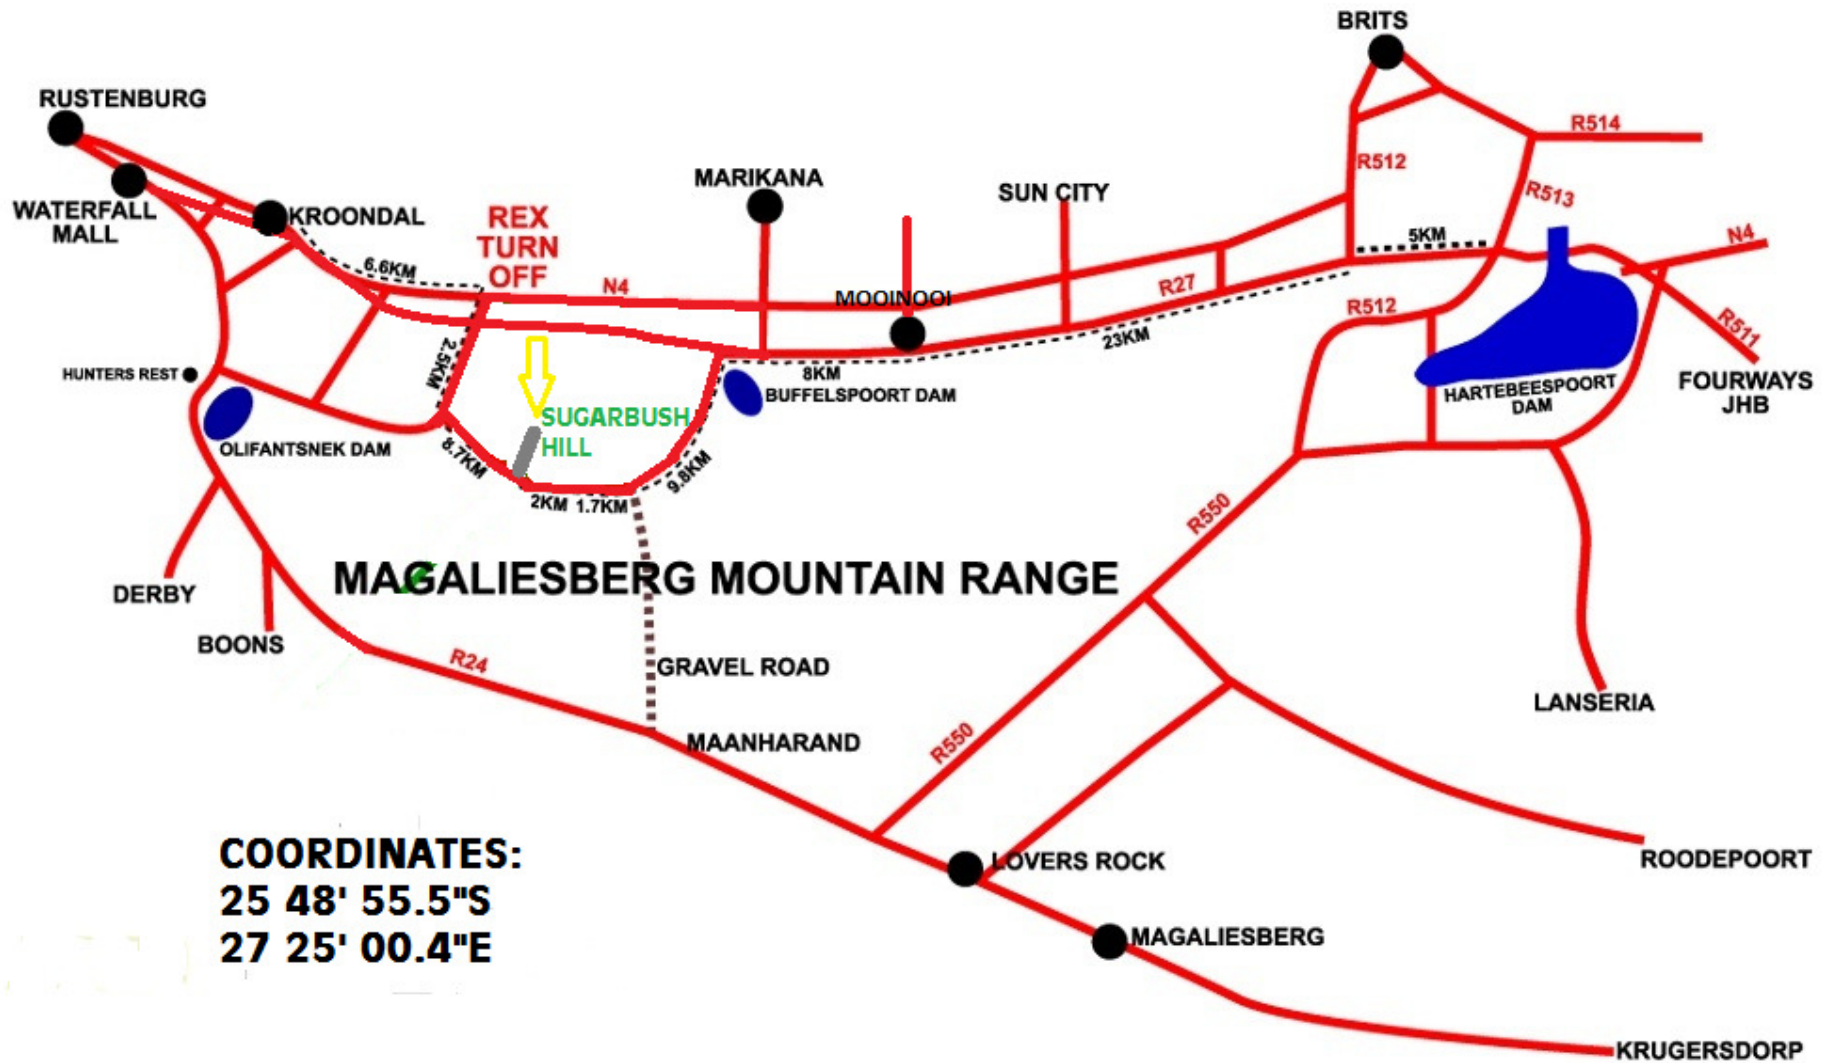 BRITS
RUSTENBURG
R514
R512
MARIKANA
SUN CITY
R513
WATERFALL
MALL
KROONDAL
REX
TURN
OFF
5KM
N4
6.6KM
N4
R27
MOOINOOI
R512
R511
23KM
2.5KM
HUNTERS REST
8KM
BUFFELSPOORT DAM
HARTEBEESPOORT
DAM
FOURWAYS
JHB
SUGARBUSH
HILL
OLIFANTSNEK DAM
8.7KM
9.8KM
2KM 1.7KM
R550
MAGALIESBERG MOUNTAIN RANGE
DERBY
BOONS
R24
GRAVEL ROAD
LANSERIA
MAANHARAND
R550
COORDINATES:
25 48' 55.5"S
27 25' 00.4"E
LOVERS ROCK
ROODEPOORT
MAGALIESBERG
KRUGERSDORP